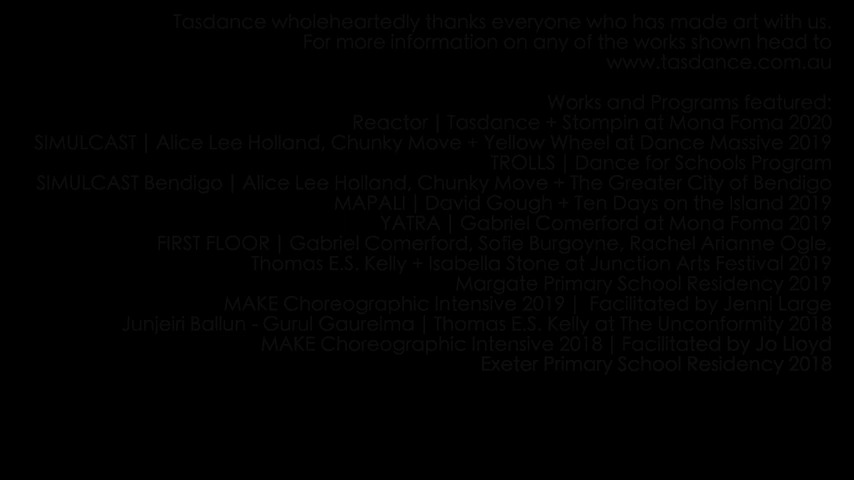 Tasdance wholeheartedly thanks everyone who has made art with us.
For more information on any of the works shown head to
www.tasdance.com.au
Works and Programs featured:
Reactor | Tasdance + Stompin at Mona Foma 2020
SIMULCAST | Alice Lee Holland, Chunky Move + Yellow Wheel at Dance Massive 2019
TROLLS | Dance for Schools Program
SIMULCAST Bendigo | Alice Lee Holland, Chunky Move + The Greater City of Bendigo
MAPALI | David Gough + Ten Days on the Island 2019
YATRA | Gabriel Comerford at Mona Foma 2019
FIRST FLOOR | Gabriel Comerford, Sofie Burgoyne, Rachel Arianne Ogle,
Thomas E.S. Kelly + Isabella Stone at Junction Arts Festival 2019
Margate Primary School Residency 2019
MAKE Choreographic Intensive 2019 | Facilitated by Jenni Large
Junjeiri Ballun - Gurul Gaurelma | Thomas E.S. Kelly at The Unconformity 2018
MAKE Choreographic Intensive 2018 | Facilitated by Jo Lloyd
Exeter Primary School Residency 2018